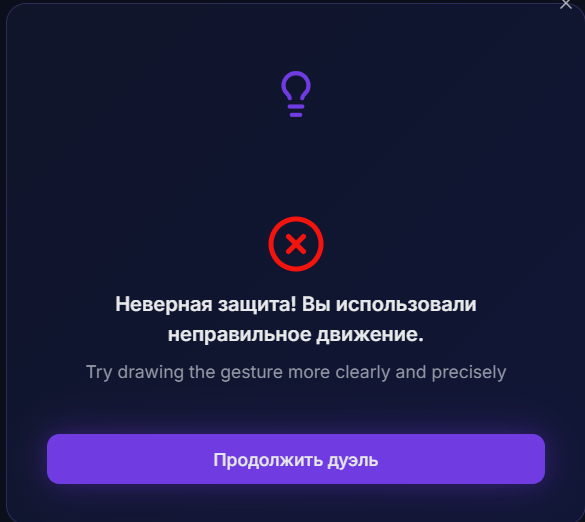 Неверная защита! Вы использовали
неправильное движение.
Try drawing the gesture more clearly and precisely
Продолжить дуэль